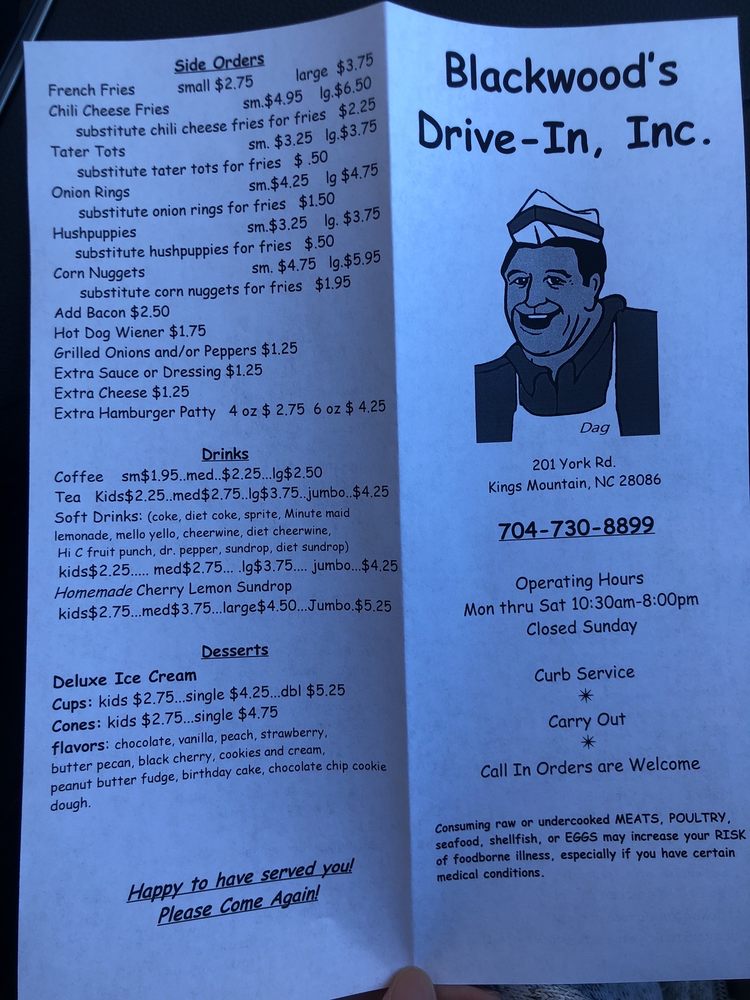 Side Orders
French Fries small $2.75 large $3.75
Chili Cheese Fries sm.$4.95 lg.$6.50
substitute chili cheese fries for fries $2.25
Tater Tots sm. $3.25 lg.$3.75
substitute tater tots for fries $ .50
Onion Rings sm.$4.25 lg $4.75
substitute onion rings for fries $1.50
Hushpuppies sm.$3.25 lg. $3.75
substitute hushpuppies for fries $.50
Corn Nuggets sm. $4.75 lg.$5.95
substitute corn nuggets for fries $1.95
Add Bacon $2.50
Hot Dog Wiener $1.75
Grilled Onions and/or Peppers $1.25
Extra Sauce or Dressing $1.25
Extra Cheese $1.25
Extra Hamburger Patty 4 oz $ 2.75 6 oz $ 4.25
Drinks
Coffee sm$1.95..med..$2.25...lg$2.50
Tea Kids$2.25..med$2.75..lg$3.75..jumbo..$4.25
Soft Drinks: (coke, diet coke, sprite, Minute maid
lemonade, mello yello, cheerwine, diet cheerwine,
Hi C fruit punch, dr. pepper, sundrop, diet sundrop)
kids$2.25..... med$2.75... .lg$3.75.... jumbo...$4.25
Homemade Cherry Lemon Sundrop
kids$2.75...med$3.75...large$4.50...Jumbo.$5.25
Desserts
Deluxe Ice Cream
Cups: kids $2.75...single $4.25...dbl $5.25
Cones: kids $2.75...single $4.75
flavors: chocolate, vanilla, peach, strawberry,
butter pecan, black cherry, cookies and cream,
peanut butter fudge, birthday cake, chocolate chip cookie
dough.
Happy to have served you!
Please Come Again!
Blackwood's
Drive-In, Inc.
Dag
201 York Rd.
Kings Mountain, NC 28086
704-730-8899
Operating Hours
Mon thru Sat 10:30am-8:00pm
Closed Sunday
Curb Service
✳
Carry Out
✳
Call In Orders are Welcome
Consuming raw or undercooked MEATS, POULTRY,
seafood, shellfish, or EGGS may increase your RISK
of foodborne illness, especially if you have certain
medical conditions.